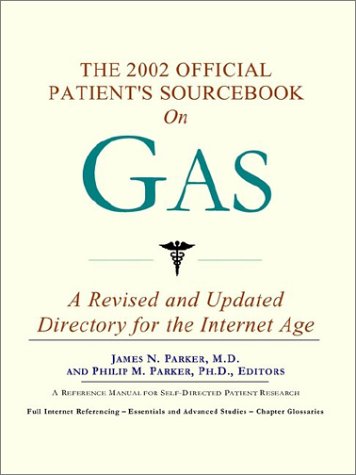 THE 2002 OFFICIAL
PATIENT'S SOURCEBOOK
On
GAS
A Revised and Updated
Directory for the Internet Age
JAMES N. PARKER, M.D.
AND PHILIP M. PARKER, PH.D., EDITORS
A REFERENCE MANUAL FOR SELF-DIRECTED PATIENT RESEARCH
Full Internet Referencing – Essentials and Advanced Studies – Chapter Glossaries